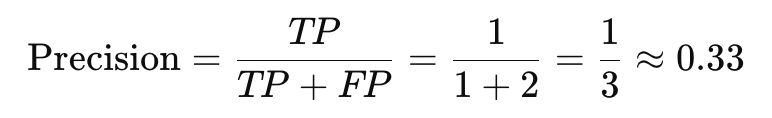 Precision = TP / (TP + FP) = 1 / (1 + 2) = 1 / 3 ≈ 0.33